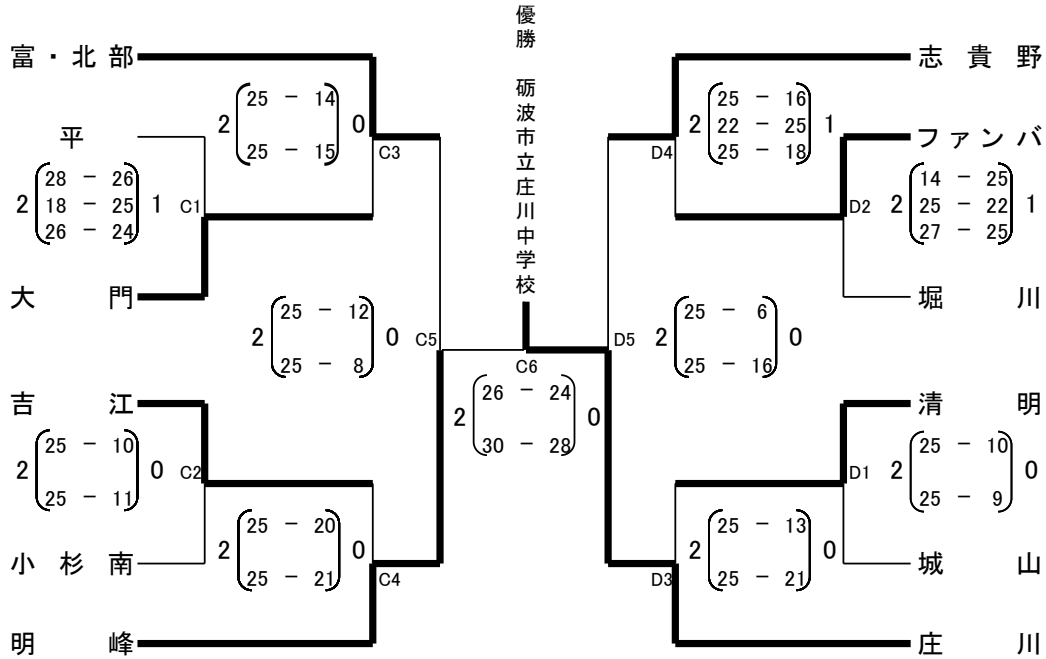 優勝 砺波市立庄川中学校
富・北部
2 25 － 14 0
25 － 15
C3
平
28 － 26
2 18 － 25 1
26 － 24
C1
大門
2 25 － 12 0
25 － 8
C5
吉江
2 25 － 10 0
25 － 11
C2
小杉南
2 25 － 20 0
25 － 21
C4
明峰
C6
2 26 － 24 0
30 － 28
志貴野
25 － 16
2 22 － 25 1
25 － 18
D4
ファンバ
14 － 25
2 25 － 22 1
27 － 25
D2
堀川
D5
2 25 － 6 0
25 － 16
清明
2 25 － 10 0
25 － 9
D1
城山
2 25 － 13 0
25 － 21
D3
庄川